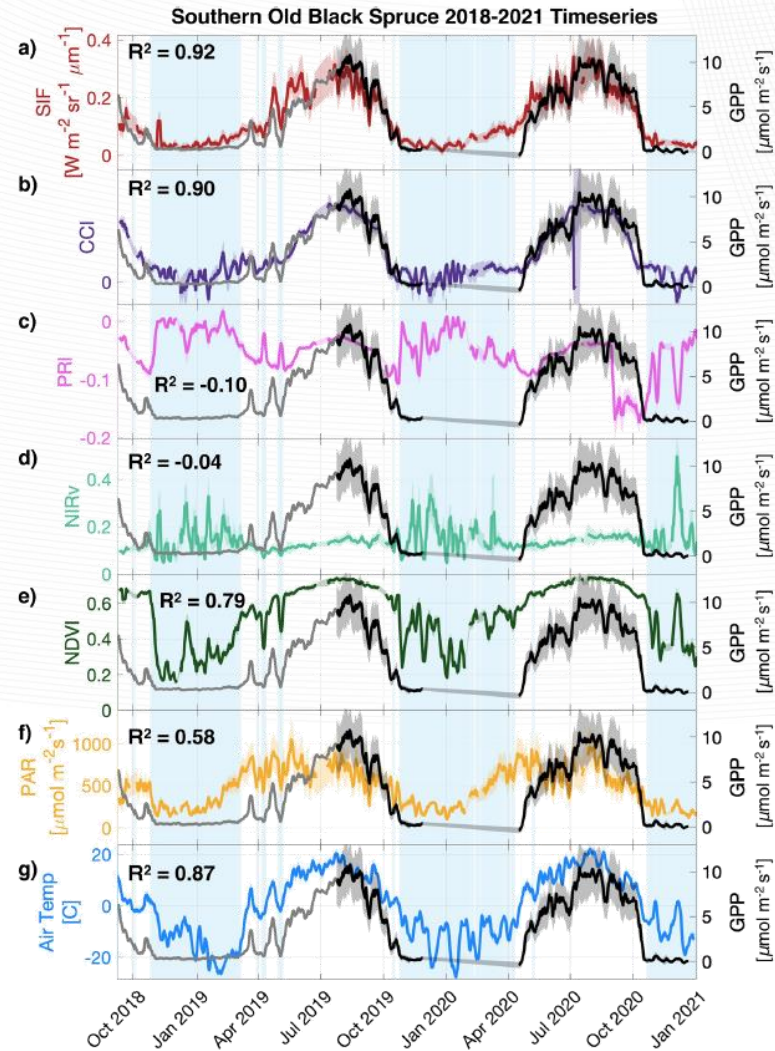 Southern Old Black Spruce 2018-2021 Timeseries
a)
R² = 0.92
SIF
[W m-2 sr-1 μm-1]
0.4
0.2
0
10
5
0
GPP
[μmol m-2 s-1]
b)
R² = 0.90
CCI
0
10
5
0
GPP
[μmol m-2 s-1]
c)
R² = -0.10
PRI
0
-0.1
-0.2
10
5
0
GPP
[μmol m-2 s-1]
d)
R² = -0.04
NIRv
0.4
0.2
0
10
5
0
GPP
[μmol m-2 s-1]
e)
R² = 0.79
NDVI
0.6
0.4
0.2
0
10
5
0
GPP
[μmol m-2 s-1]
f)
R² = 0.58
PAR
[μmol m-2s-1]
1000
500
0
10
5
0
GPP
[μmol m-2 s-1]
g)
R² = 0.87
Air Temp
[C]
20
0
-20
10
5
0
GPP
[μmol m-2 s-1]
Oct 2018
Jan 2019
Apr 2019
Jul 2019
Oct 2019
Jan 2020
Apr 2020
Jul 2020
Oct 2020
Jan 2021